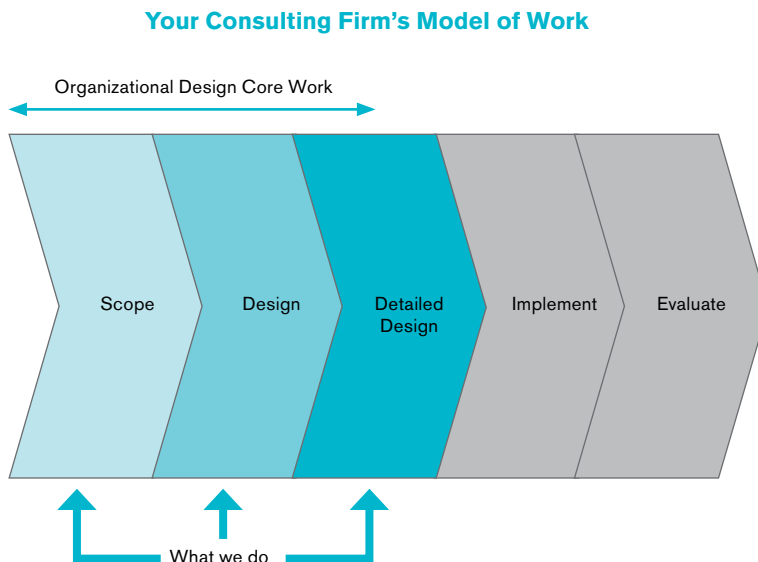 Your Consulting Firm's Model of Work
Organizational Design Core Work
Scope
Design
Detailed
Design
Implement
Evaluate
What we do